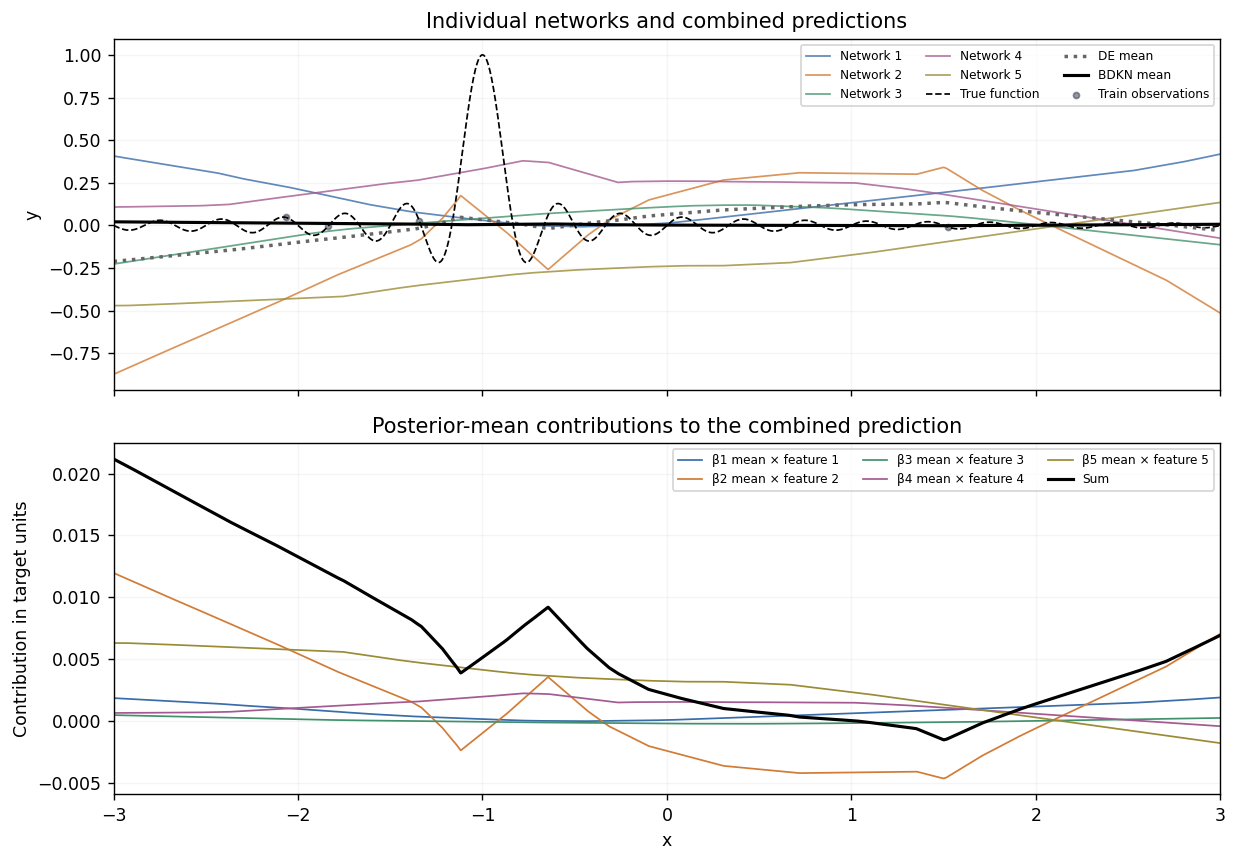 Individual networks and combined predictions
1.00
0.75
0.50
0.25
0.00
−0.25
−0.50
−0.75
y
Network 1
Network 2
Network 3
Network 4
Network 5
True function
DE mean
BDKN mean
Train observations
Posterior-mean contributions to the combined prediction
0.020
0.015
0.010
0.005
0.000
−0.005
Contribution in target units
β1 mean × feature 1
β2 mean × feature 2
β3 mean × feature 3
β4 mean × feature 4
β5 mean × feature 5
Sum
−3
−2
−1
0
1
2
3
x